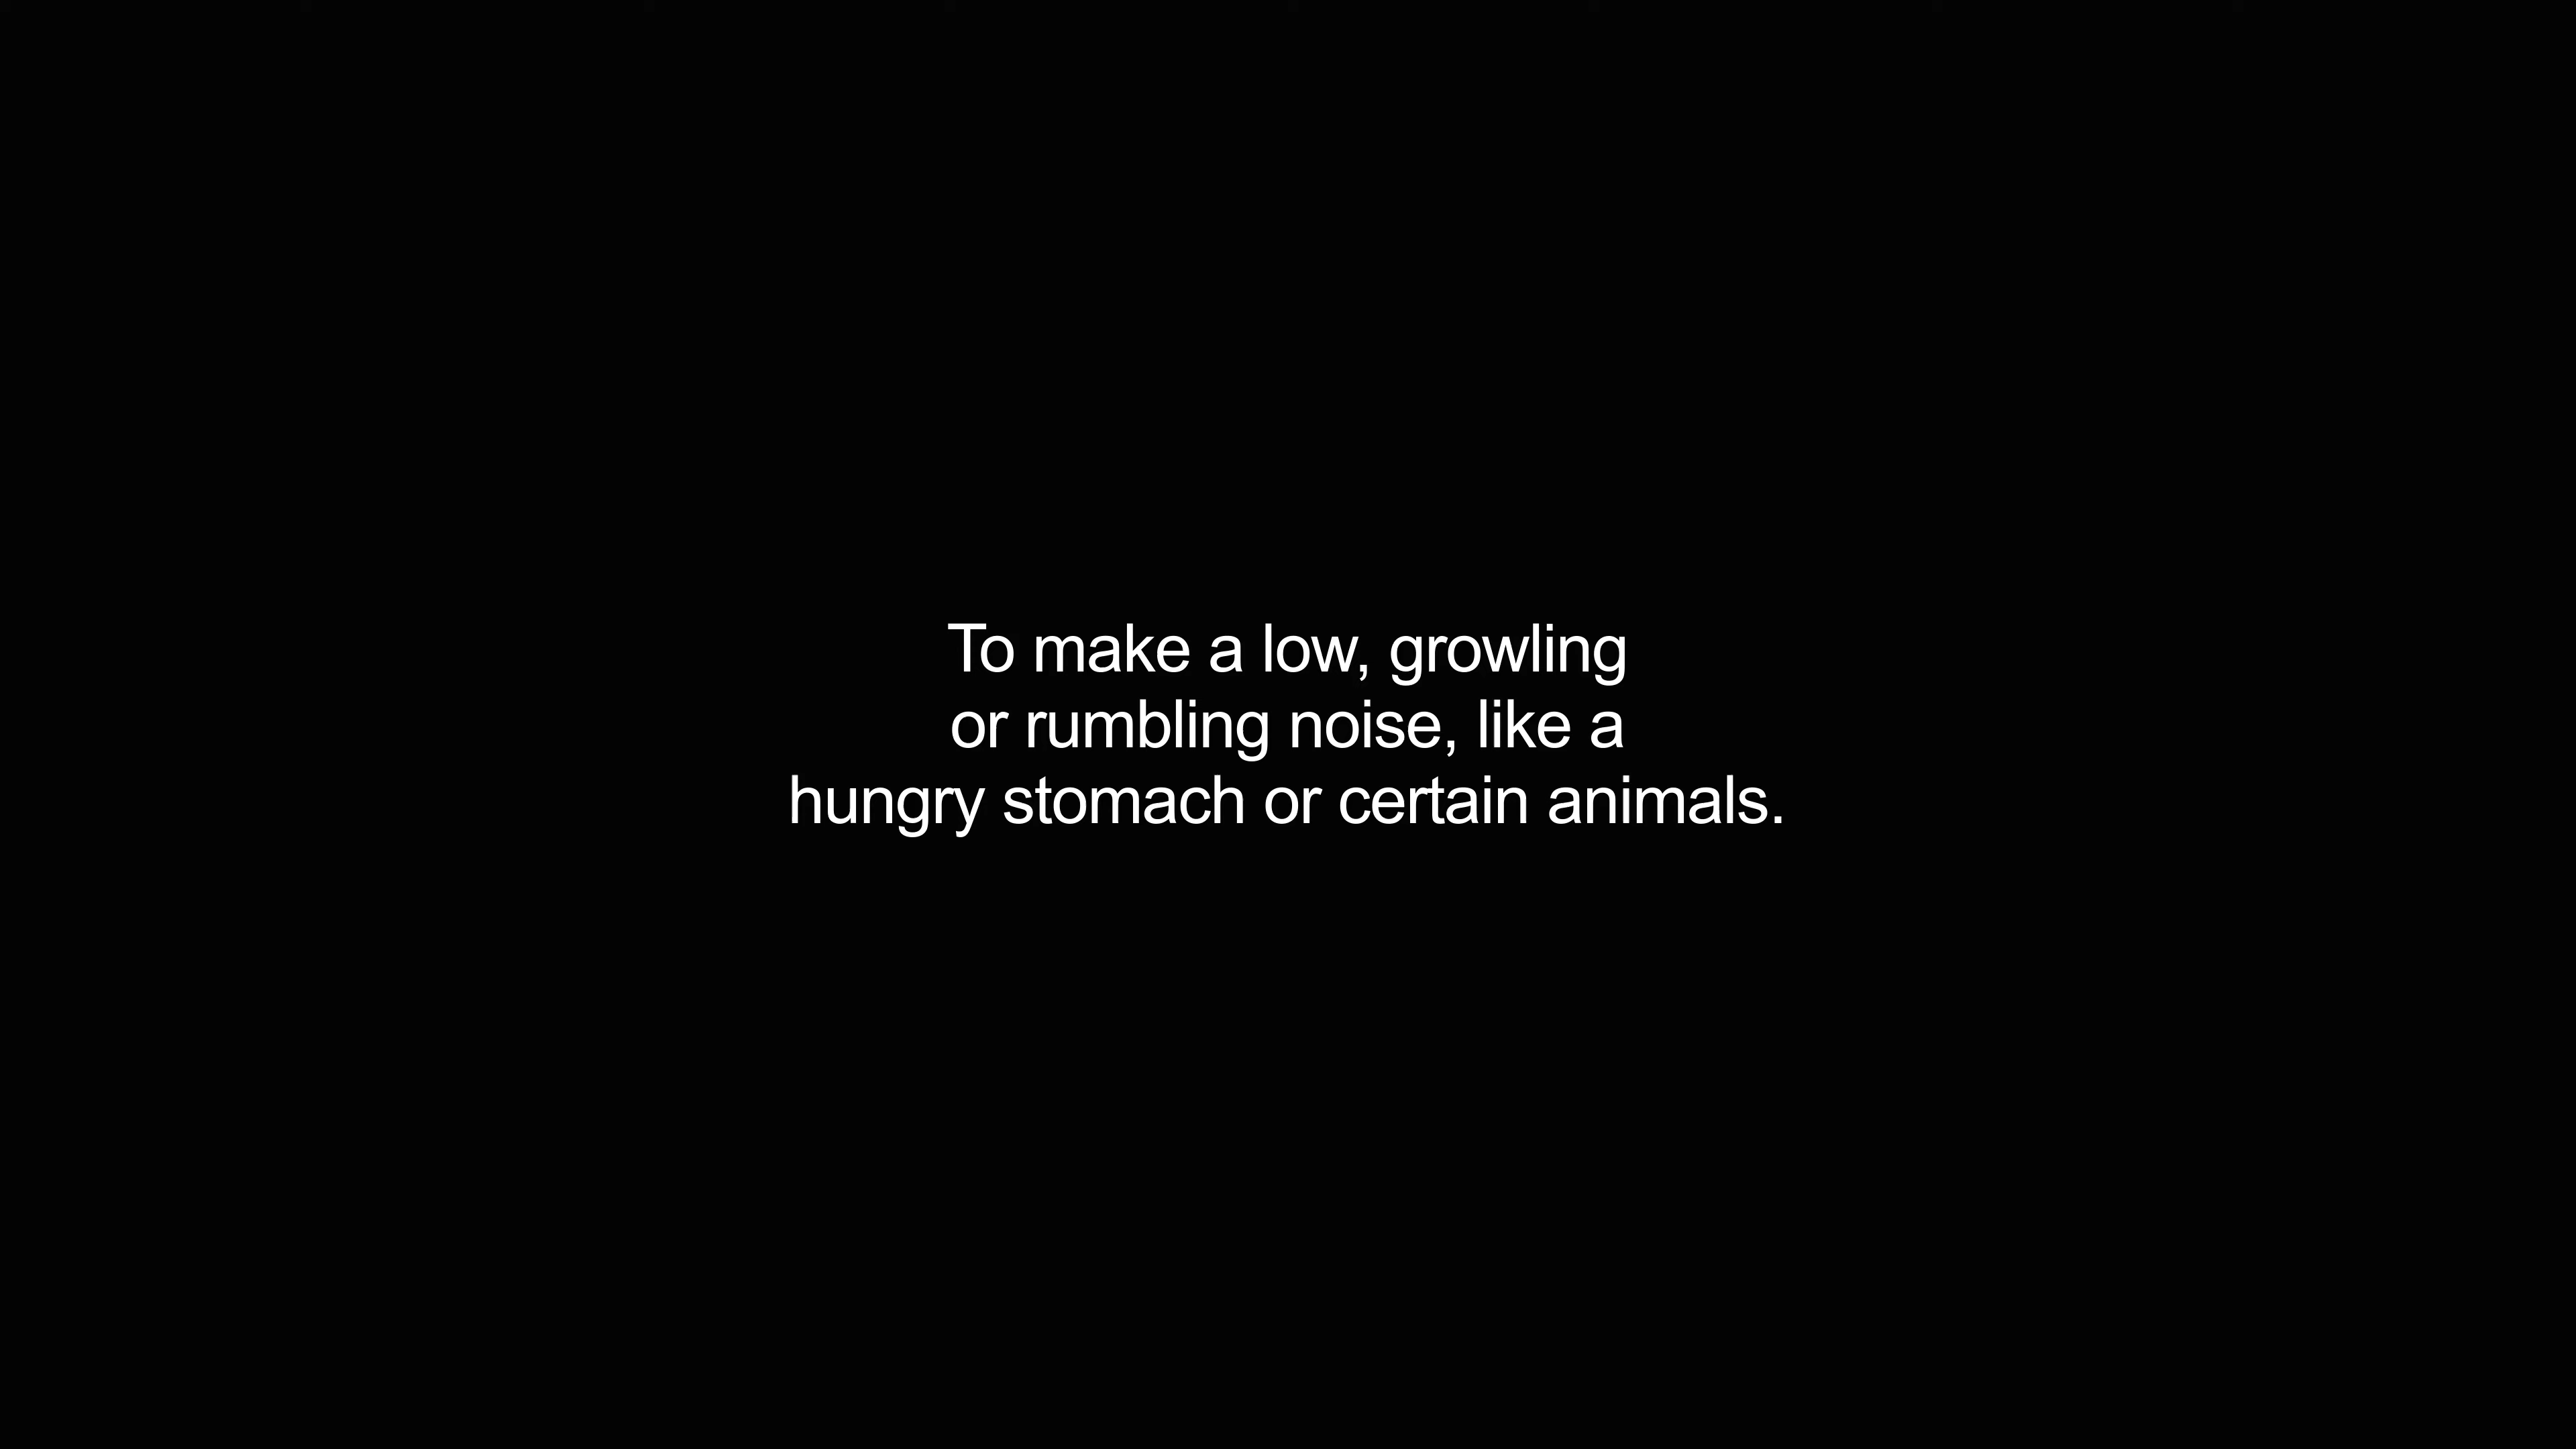 To make a low, growling
or rumbling noise, like a
hungry stomach or certain animals.